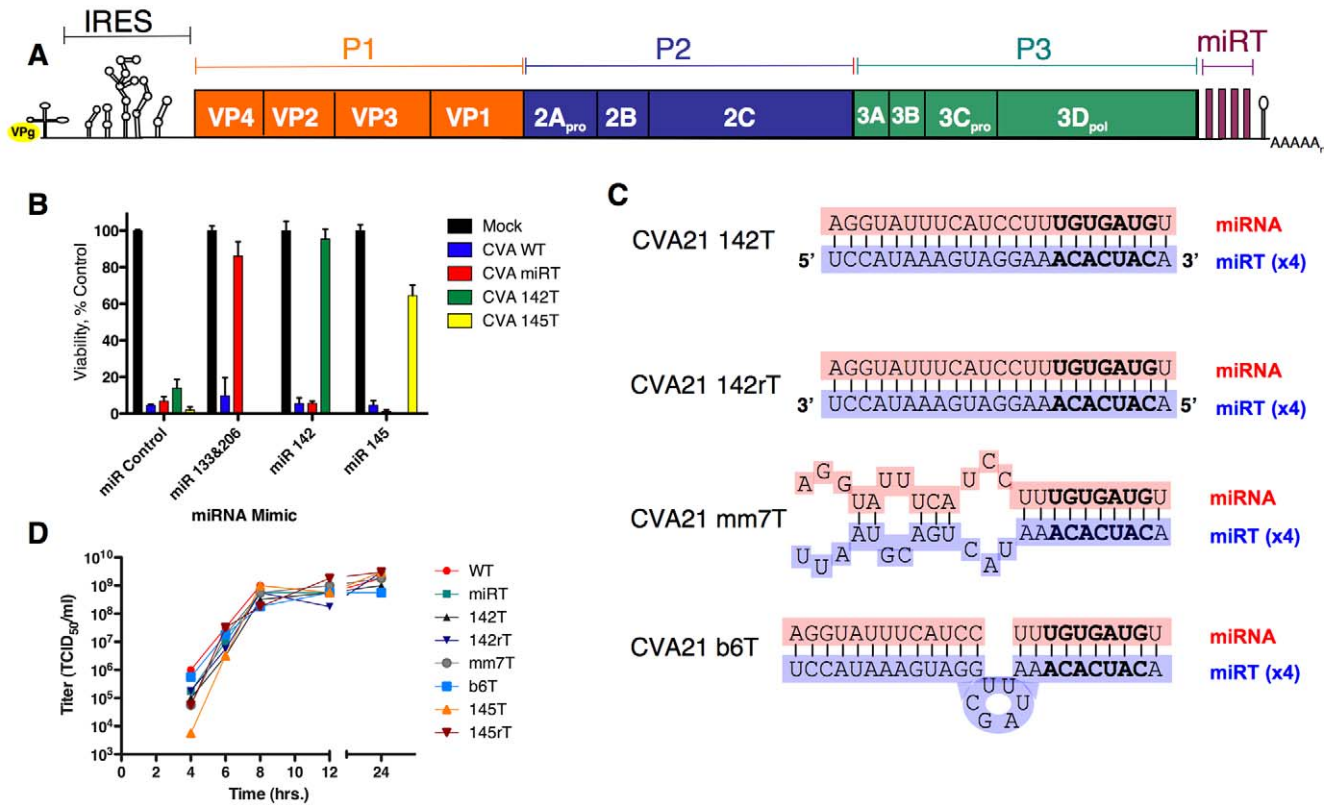 IRES
P1
P2
P3
miRT
A
VPg
VP4 VP2 VP3 VP1 2Apro 2B 2C 3A 3B 3Cpro 3Dpol
AAAAAn
B
Viability, % Control
100
80
60
40
20
0
miR Control
miR 133&206
miR 142
miR 145
miRNA Mimic
Mock
CVA WT
CVA miRT
CVA 142T
CVA 145T
C
CVA21 142T
AGGUAUUUCAUCCUUUGUGAUGU miRNA
5' UCCAUAAAGUAGGAAACACUACA 3' miRT (x4)
CVA21 142rT
AGGUAUUUCAUCCUUUGUGAUGU miRNA
3' UCCAUAAAGUAGGAAACACUACA 5' miRT (x4)
CVA21 mm7T
AGGUAUUUCAUCCUUUGUGAUGU miRNA
UUAAUGCAGUCAUAAACACUACA miRT (x4)
CVA21 b6T
AGGUAUUUCAUCC UUUGUGAUGU miRNA
UCCAUAAAGUAGG AAACACUACA miRT (x4)
UUCGAU
D
Titer (TCID50/ml)
10^10
10^9
10^8
10^7
10^6
10^5
10^4
10^3
0 2 4 6 8 10 12 24
Time (hrs.)
WT
miRT
142T
142rT
mm7T
b6T
145T
145rT